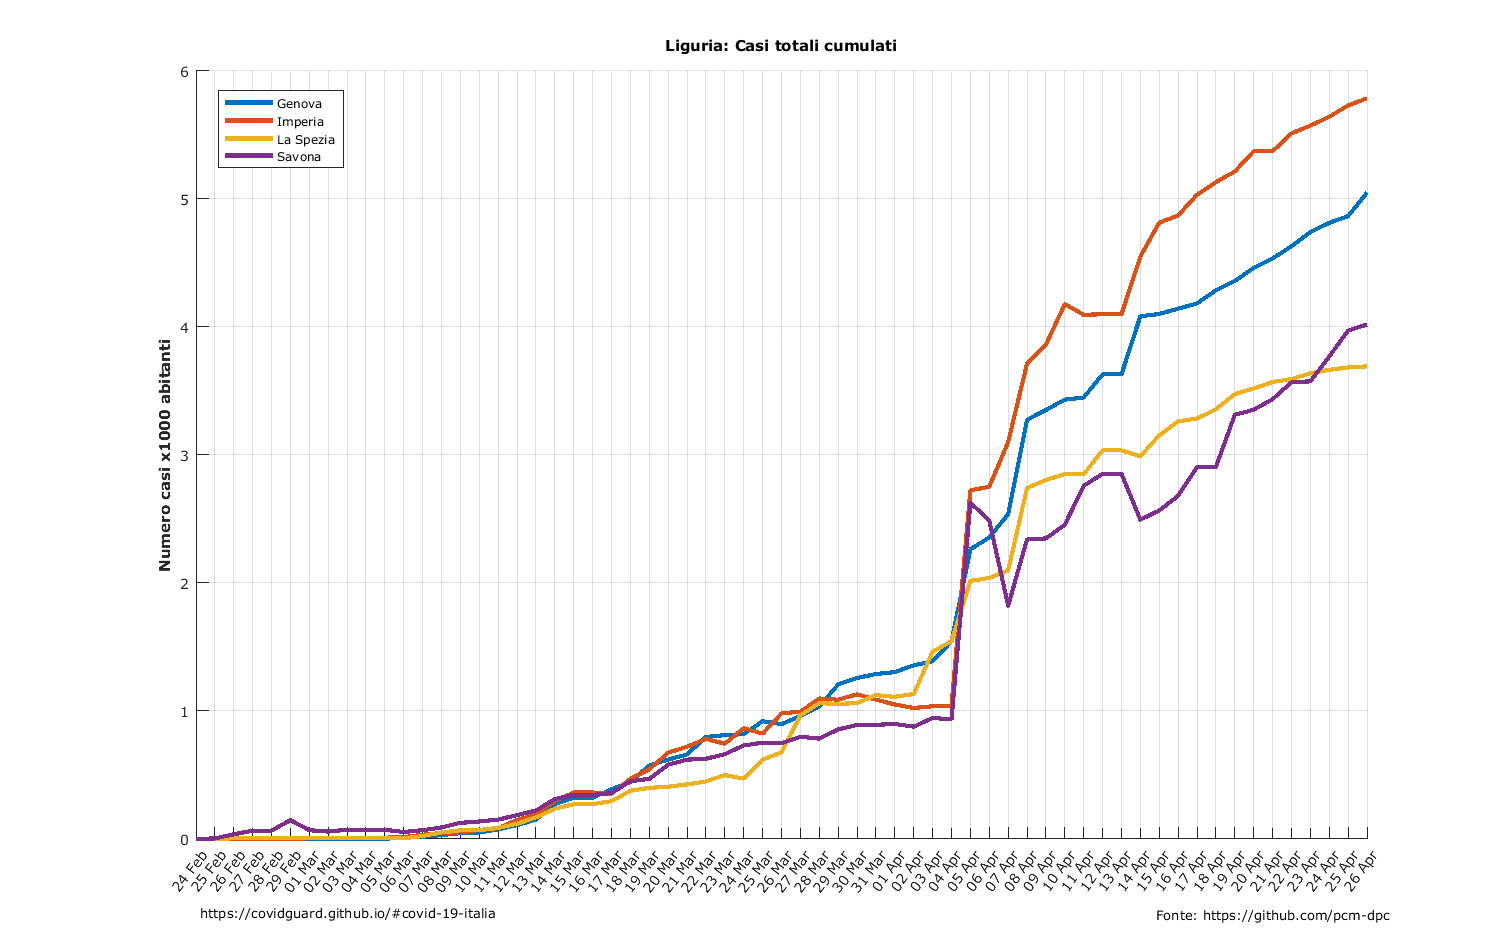 Liguria: Casi totali cumulati
Genova
Imperia
La Spezia
Savona
Numero casi x1000 abitanti
6
5
4
3
2
1
0
24 Feb
25 Feb
26 Feb
27 Feb
28 Feb
29 Feb
01 Mar
02 Mar
03 Mar
04 Mar
05 Mar
06 Mar
07 Mar
08 Mar
09 Mar
10 Mar
11 Mar
12 Mar
13 Mar
14 Mar
15 Mar
16 Mar
17 Mar
18 Mar
19 Mar
20 Mar
21 Mar
22 Mar
23 Mar
24 Mar
25 Mar
26 Mar
27 Mar
28 Mar
29 Mar
30 Mar
31 Mar
01 Apr
02 Apr
03 Apr
04 Apr
05 Apr
06 Apr
07 Apr
08 Apr
09 Apr
10 Apr
11 Apr
12 Apr
13 Apr
14 Apr
15 Apr
16 Apr
17 Apr
18 Apr
19 Apr
20 Apr
21 Apr
22 Apr
23 Apr
24 Apr
25 Apr
26 Apr
https://covidguard.github.io/#covid-19-italia
Fonte: https://github.com/pcm-dpc